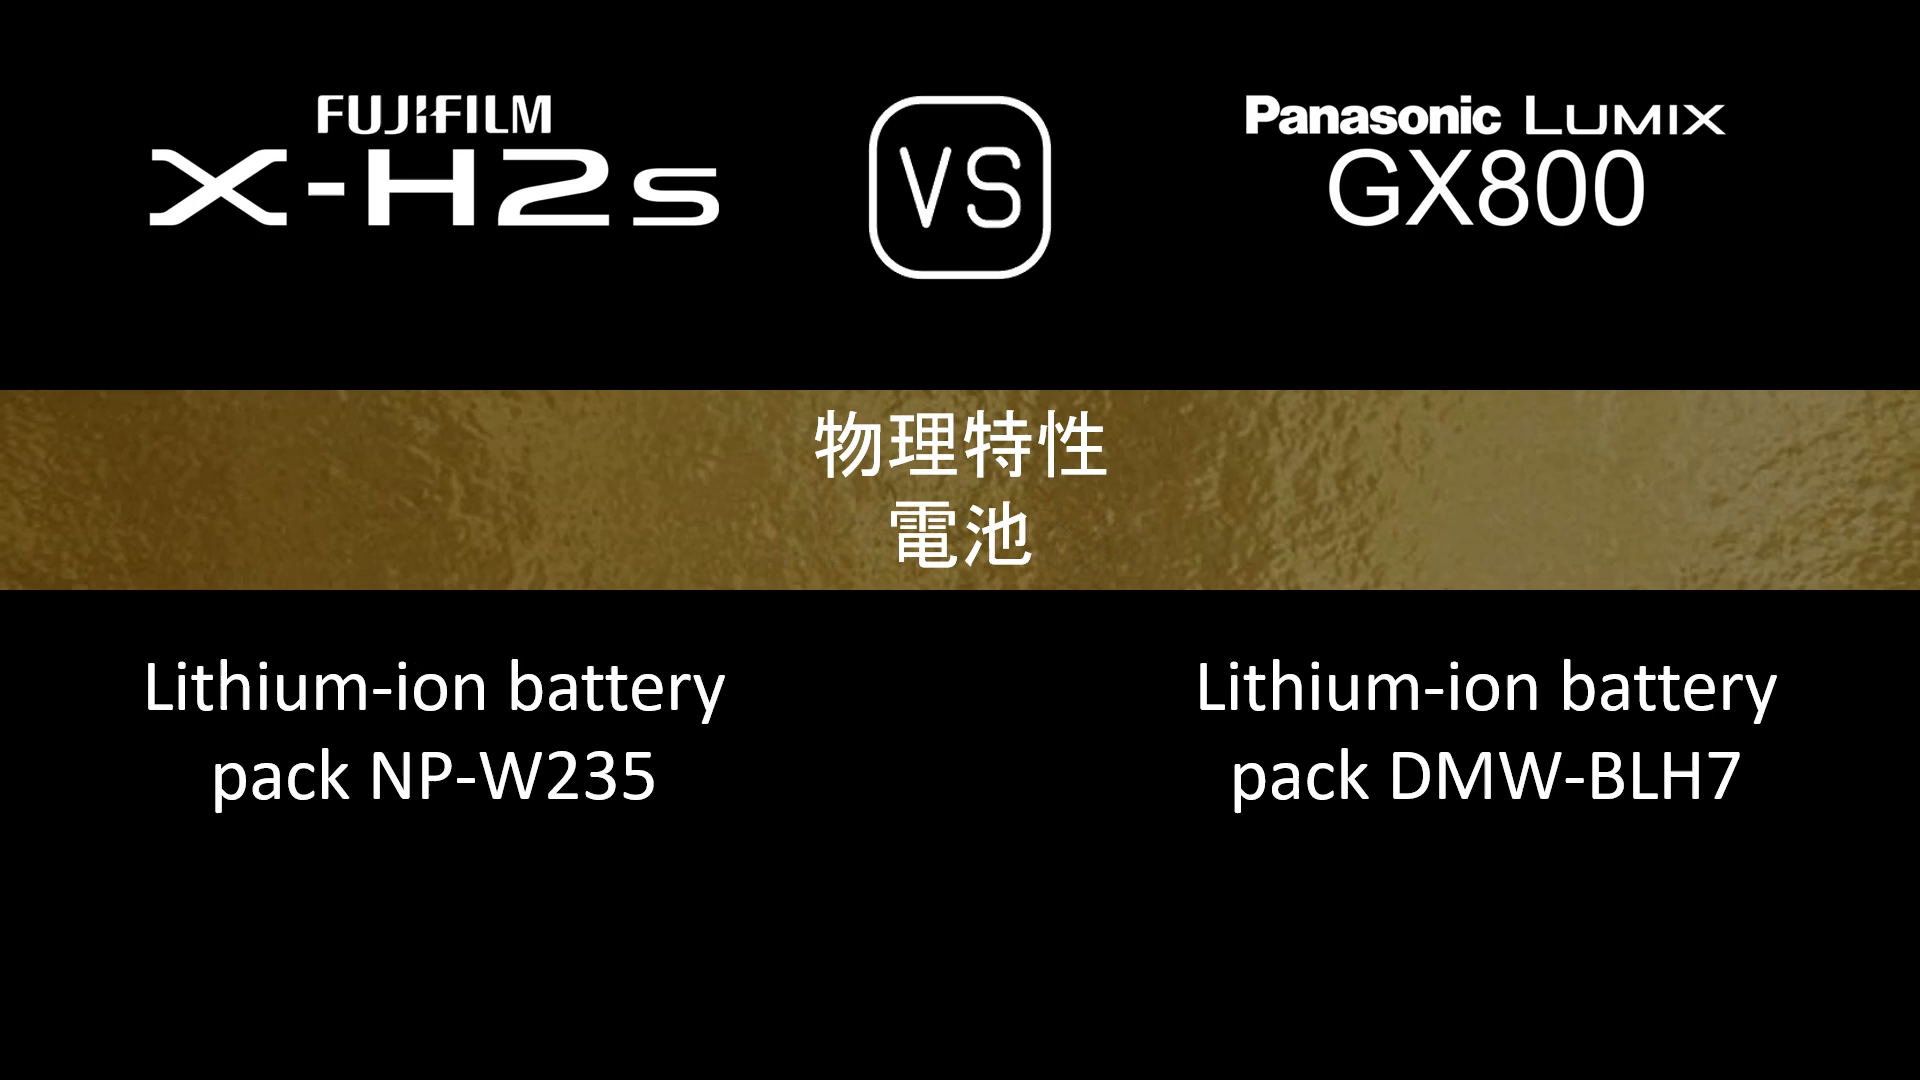 FUJIFILM
X-H2s
VS
Panasonic LUMIX
GX800
物理特性
電池
Lithium-ion battery
pack NP-W235
Lithium-ion battery
pack DMW-BLH7